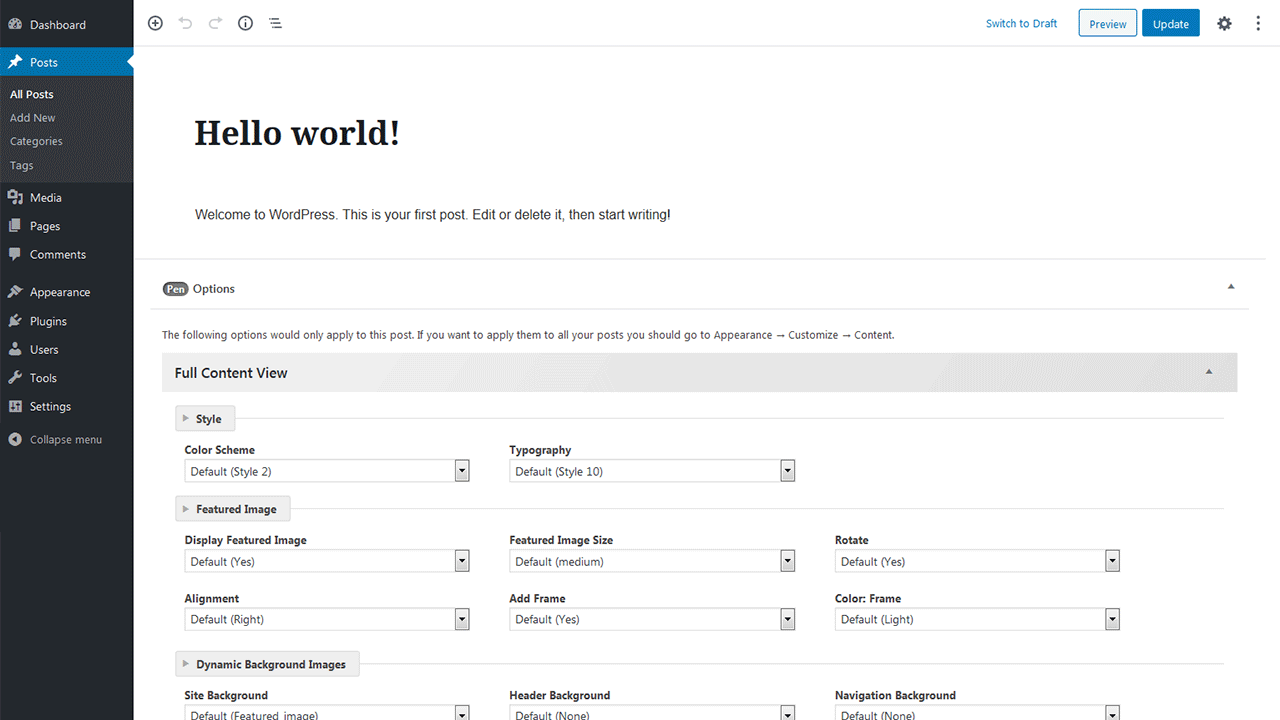 Dashboard
Posts
All Posts
Add New
Categories
Tags
Media
Pages
Comments
Appearance
Plugins
Users
Tools
Settings
Collapse menu
Switch to Draft Preview Update
Hello world!
Welcome to WordPress. This is your first post. Edit or delete it, then start writing!
Pen Options
The following options would only apply to this post. If you want to apply them to all your posts you should go to Appearance → Customize → Content.
Full Content View
Style
Color Scheme Typography
Default (Style 2) Default (Style 10)
Featured Image
Display Featured Image Featured Image Size Rotate
Default (Yes) Default (medium) Default (Yes)
Alignment Add Frame Color: Frame
Default (Right) Default (Yes) Default (Light)
Dynamic Background Images
Site Background Header Background Navigation Background
Default (Featured_image) Default (None) Default (None)